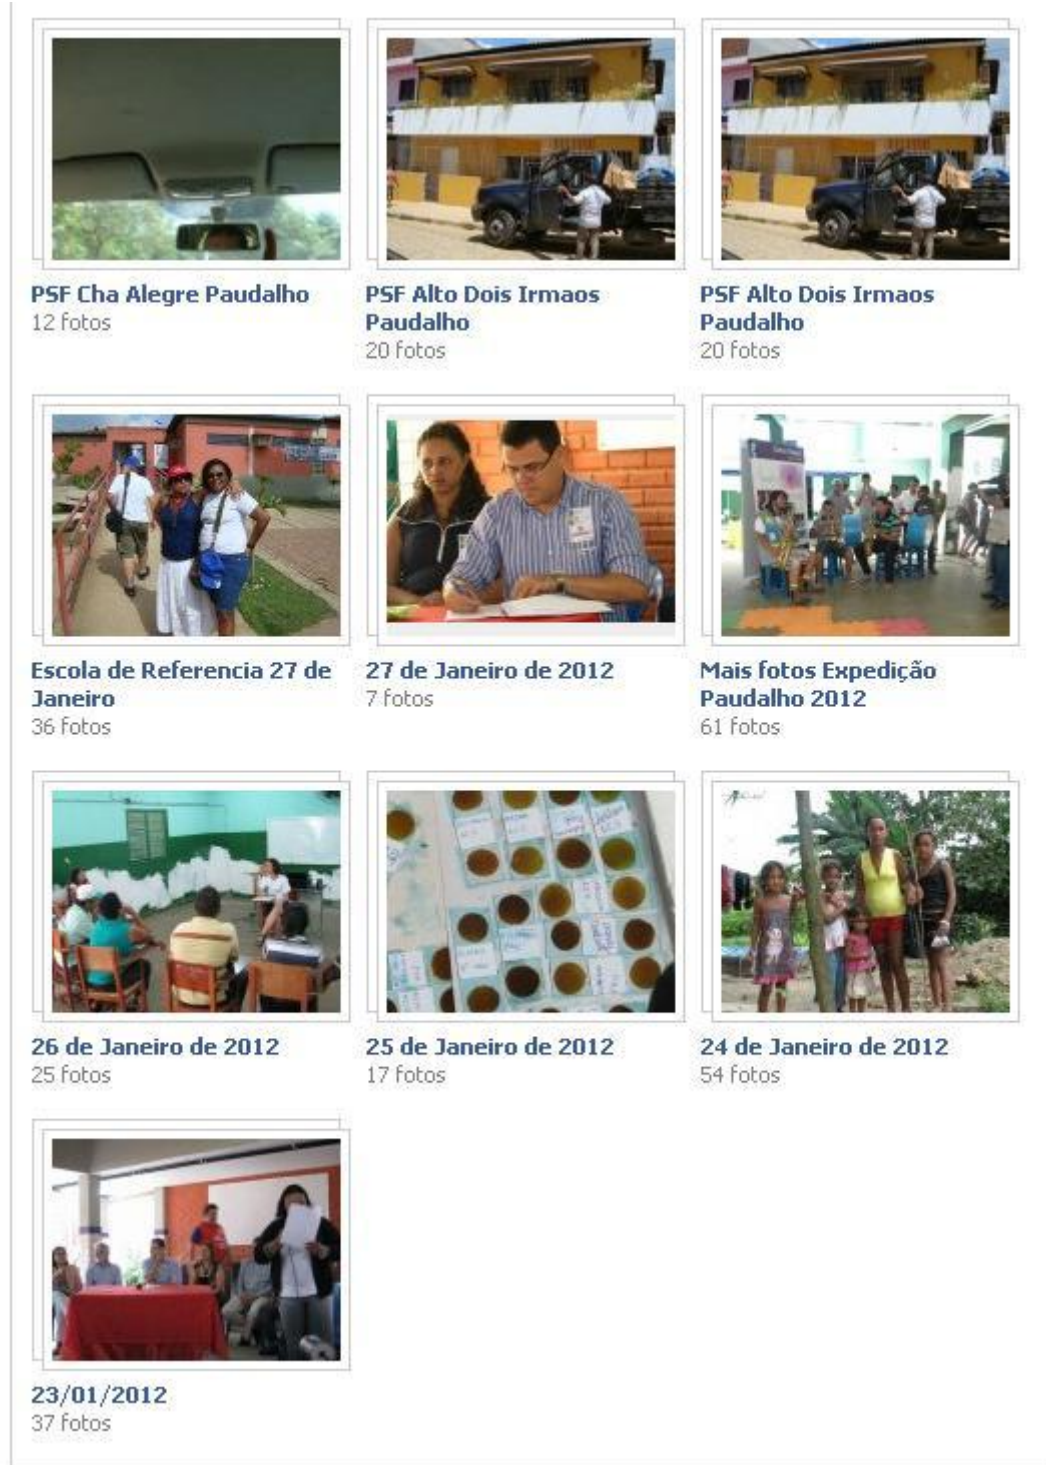 PSF Cha Alegre Paudalho
12 fotos
PSF Alto Dois Irmaos
Paudalho
20 fotos
PSF Alto Dois Irmaos
Paudalho
20 fotos
Escola de Referencia 27 de
Janeiro
36 fotos
27 de Janeiro de 2012
7 fotos
Mais fotos Expedição
Paudalho 2012
61 fotos
26 de Janeiro de 2012
25 fotos
25 de Janeiro de 2012
17 fotos
24 de Janeiro de 2012
54 fotos
23/01/2012
37 fotos